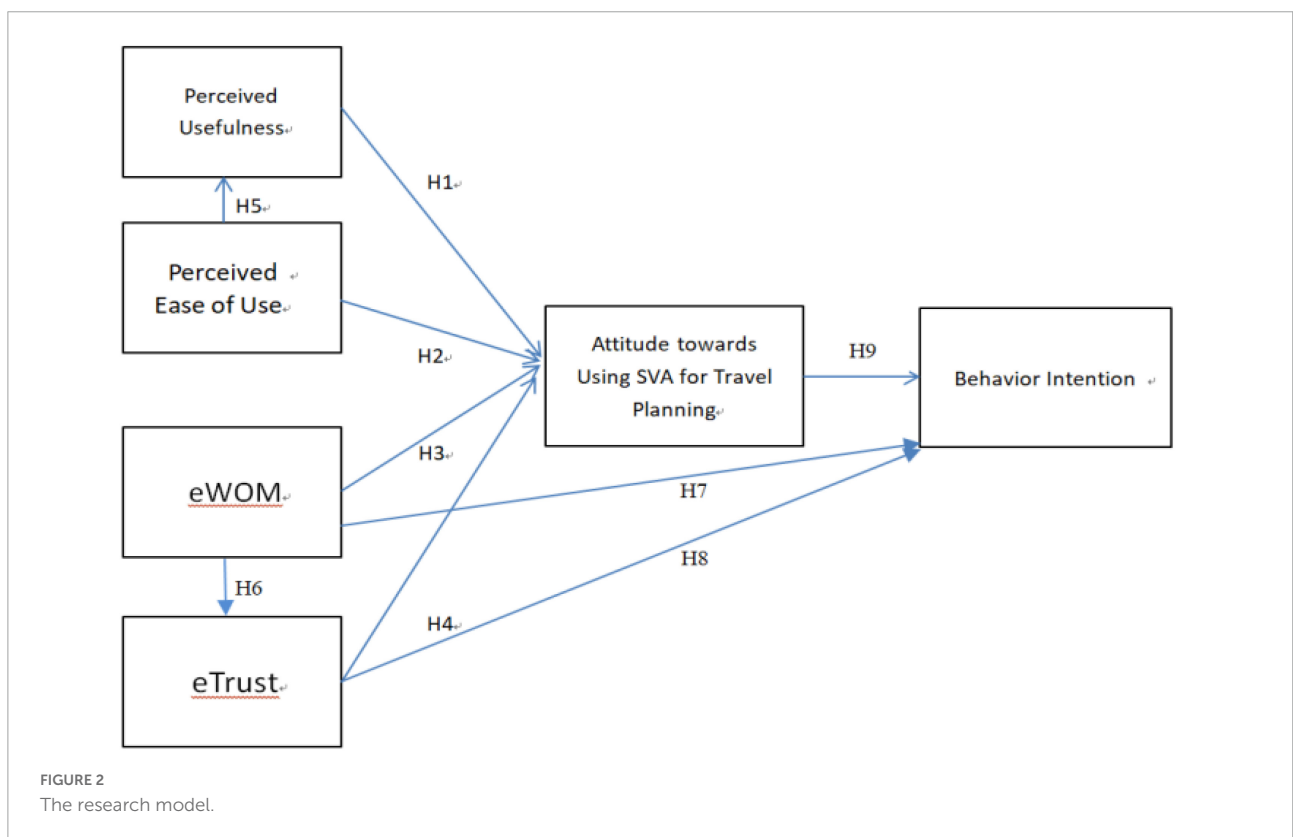 Perceived
Usefulness
H1
H5
Perceived
Ease of Use
H2
Attitude towards
Using SVA for Travel
Planning
H9
Behavior Intention
H3
eWOM
H7
H8
H6
H4
eTrust
FIGURE 2
The research model.